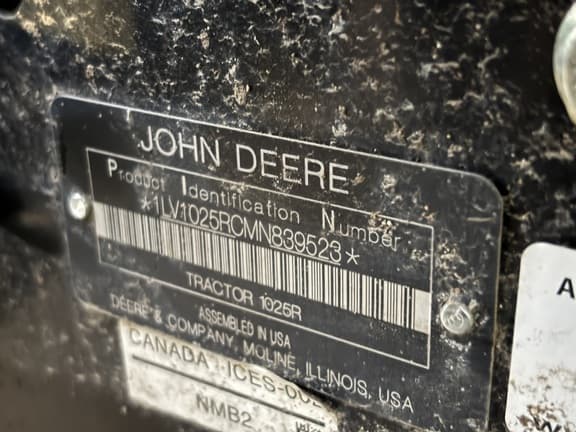 JOHN DEERE
Product Identification Number
*1LV1025RCMN839523*
TRACTOR 1025R
ASSEMBLED IN USA
DEERE & COMPANY, MOLINE, ILLINOIS, USA
CANADA ICES-00
NMB2
A
W